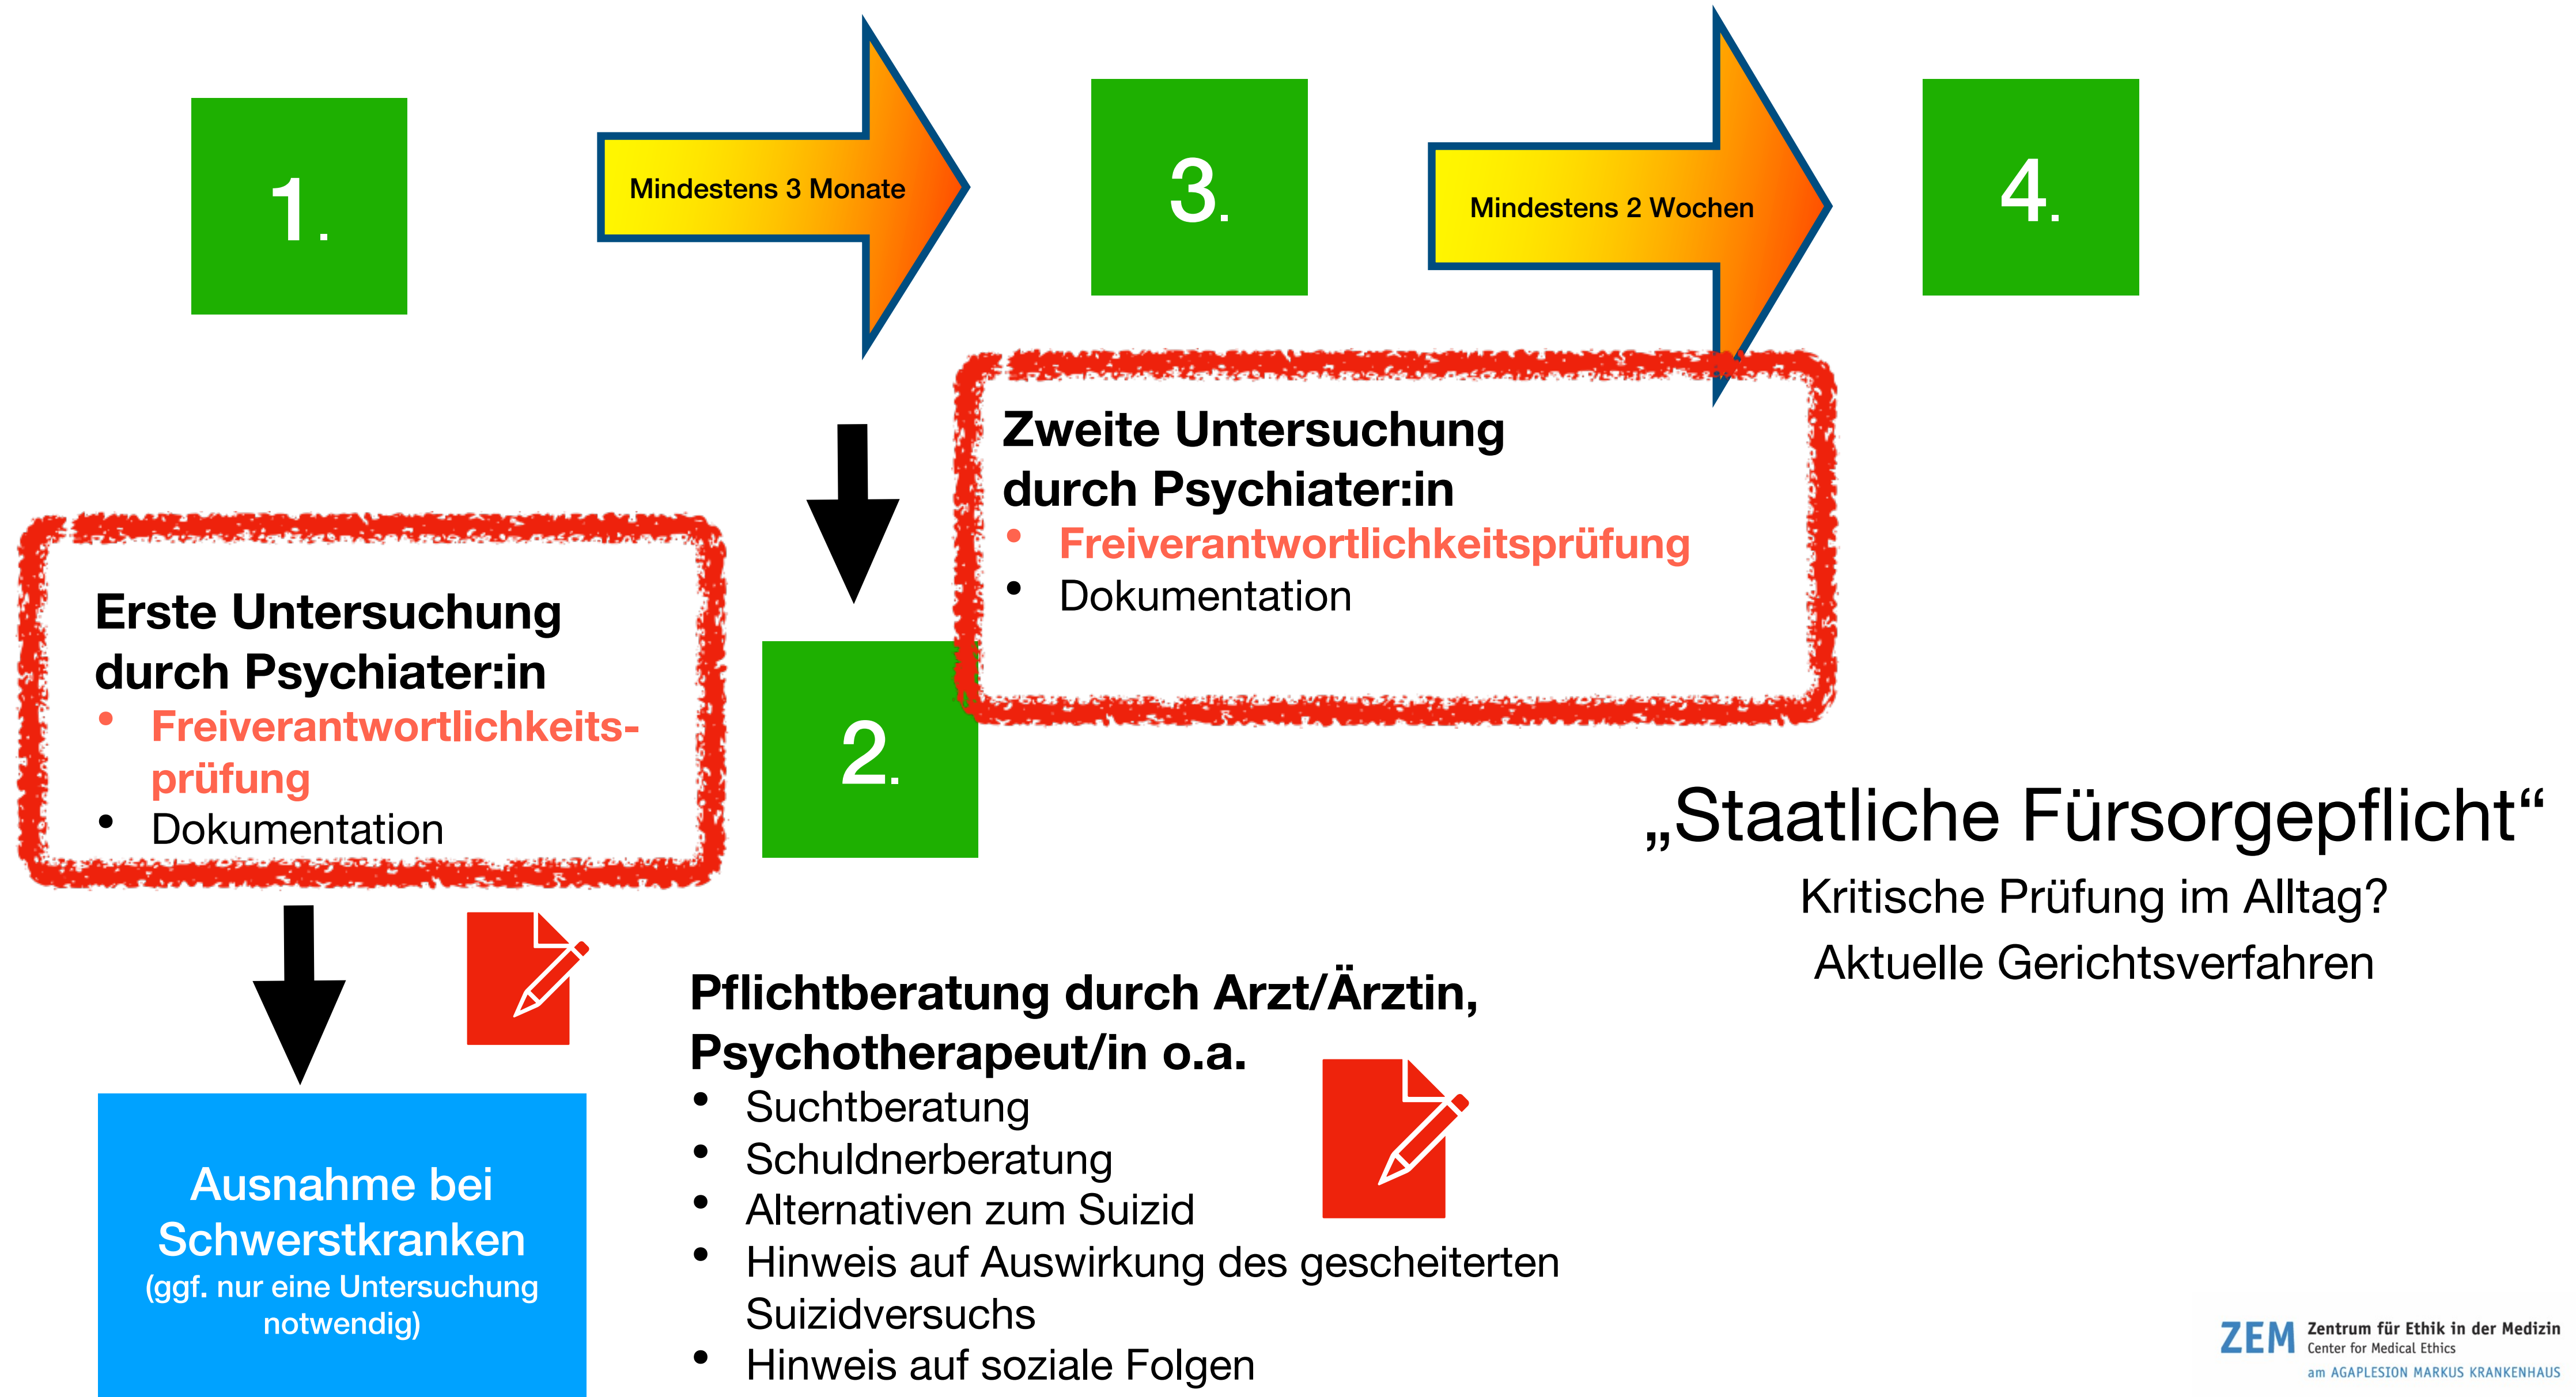 1.
Mindestens 3 Monate
3.
Mindestens 2 Wochen
4.
Erste Untersuchung
durch Psychiater:in
• Freiverantwortlichkeits-
prüfung
• Dokumentation
Ausnahme bei
Schwerstkranken
(ggf. nur eine Untersuchung
notwendig)
2.
Pflichtberatung durch Arzt/Ärztin,
Psychotherapeut/in o.a.
• Suchtberatung
• Schuldnerberatung
• Alternativen zum Suizid
• Hinweis auf Auswirkung des gescheiterten
Suizidversuchs
• Hinweis auf soziale Folgen
Zweite Untersuchung
durch Psychiater:in
• Freiverantwortlichkeitsprüfung
• Dokumentation
„Staatliche Fürsorgepflicht“
Kritische Prüfung im Alltag?
Aktuelle Gerichtsverfahren
ZEM Zentrum für Ethik in der Medizin
Center for Medical Ethics
am AGAPLESION MARKUS KRANKENHAUS